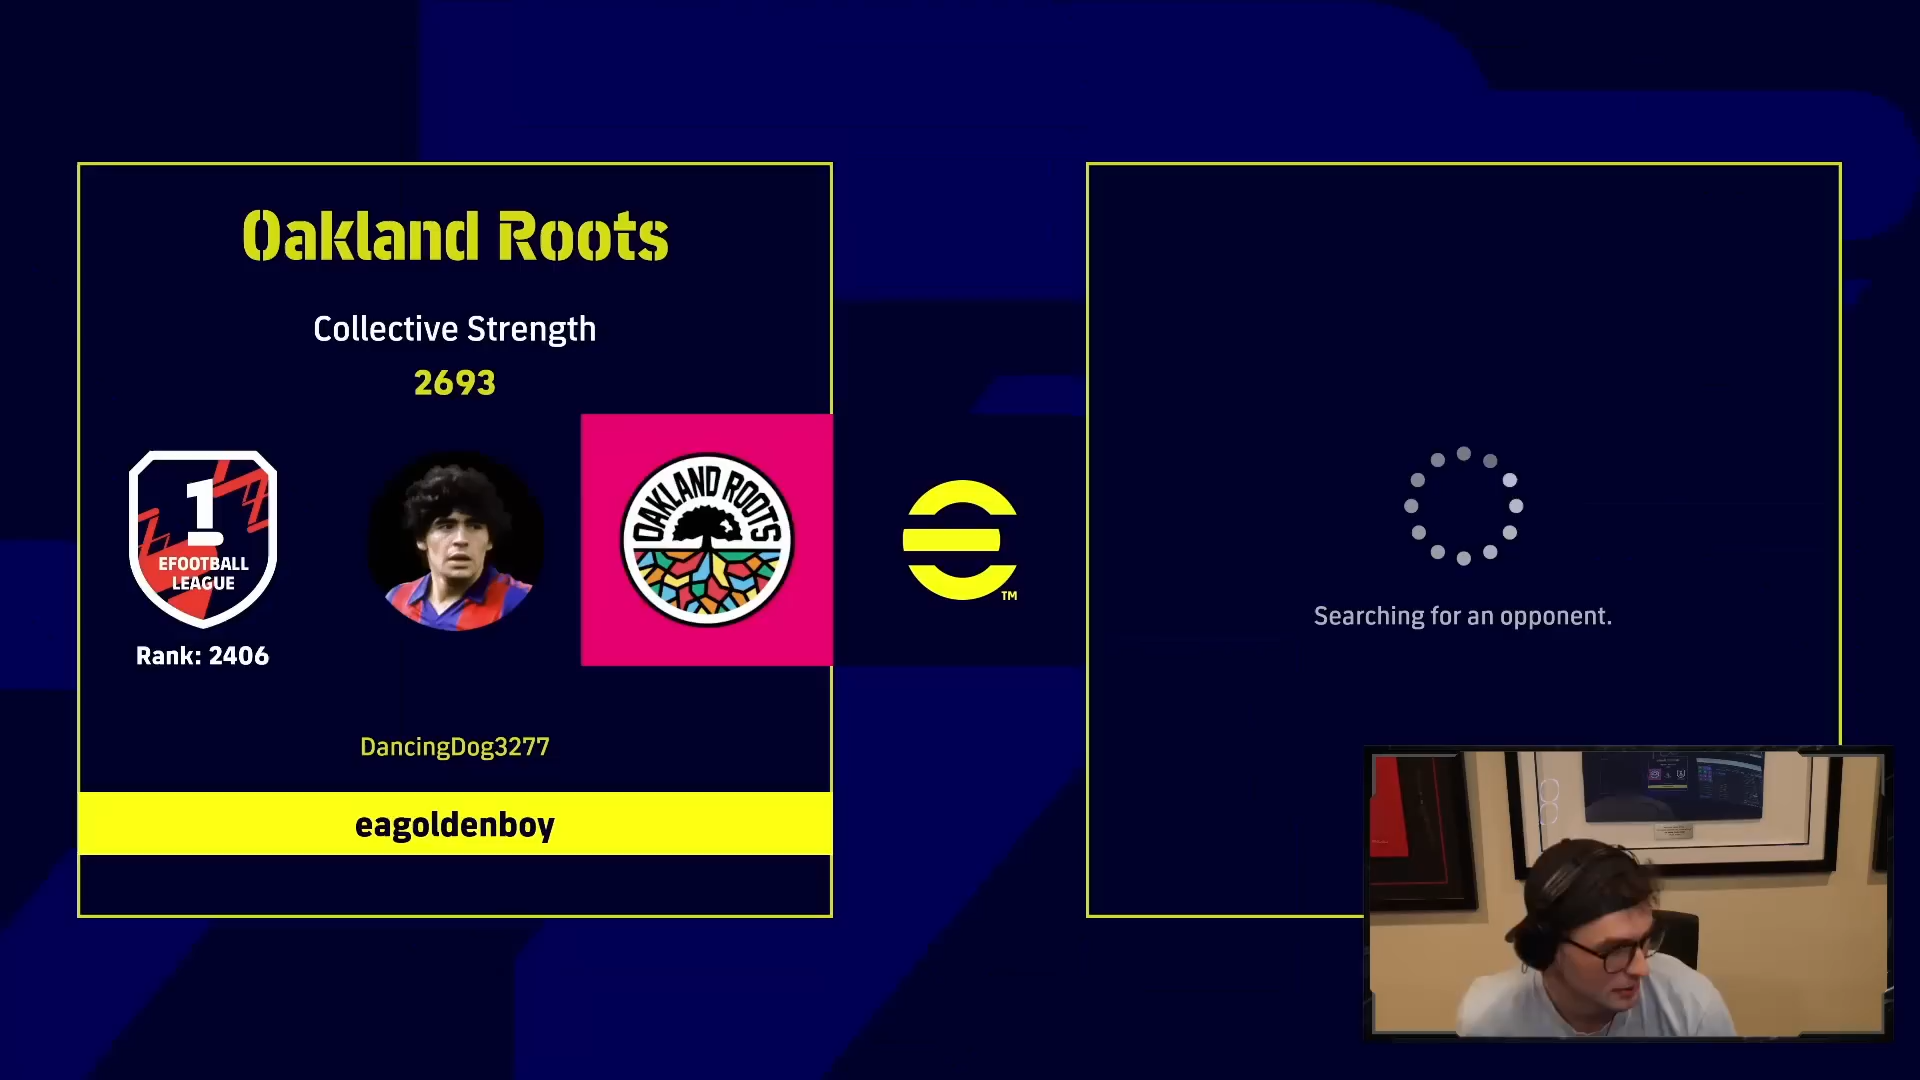 Oakland Roots
Collective Strength
2693
OAKLAND ROOTS
1
EFOOTBALL
LEAGUE
TM
Rank: 2406
Searching for an opponent.
DancingDog3277
eagoldenboy